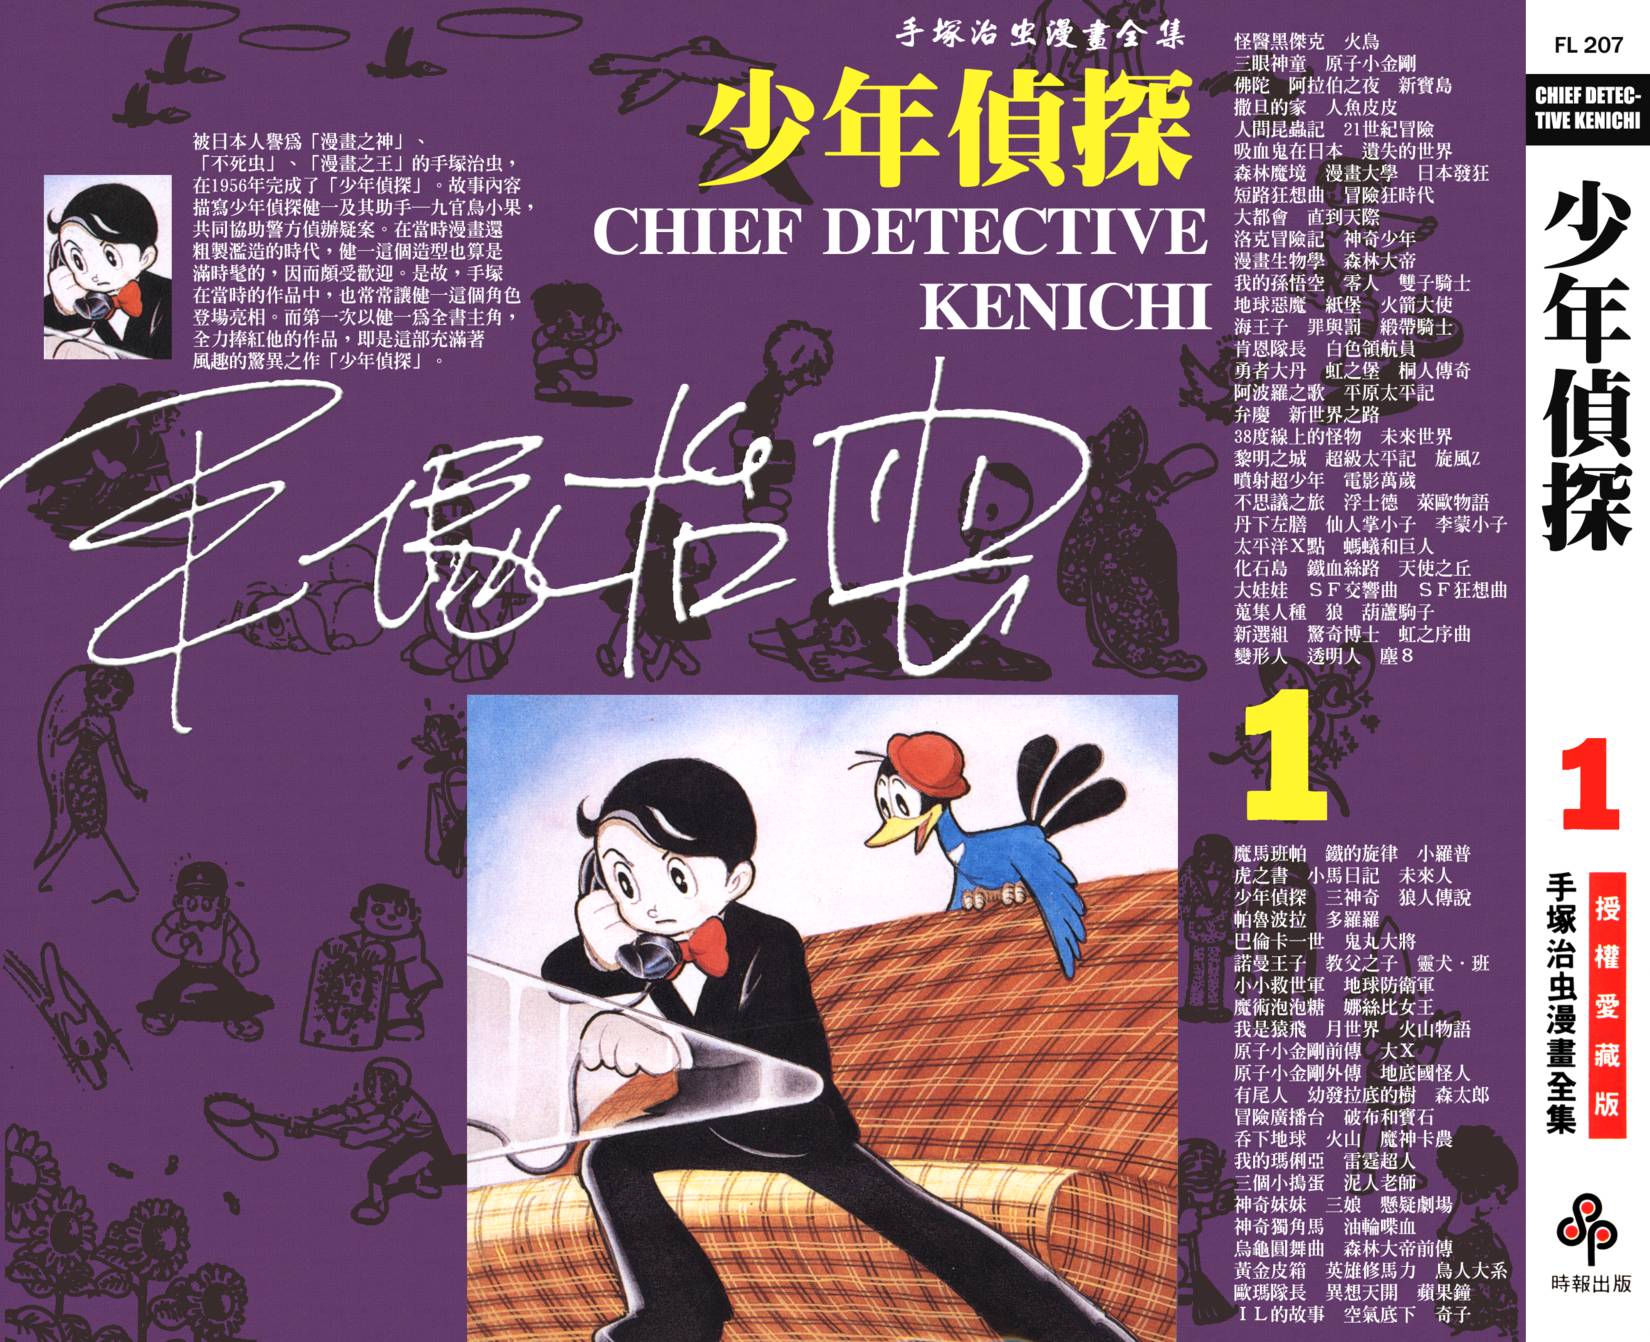 手塚治虫漫畫全集
少年偵探
CHIEF DETECTIVE
KENICHI
被日本人譽爲「漫畫之神」、
「不死虫」、「漫畫之王」的手塚治虫，
在1956年完成了「少年偵探」。故事內容
描寫少年偵探健一及其助手—九官鳥小果，
共同協助警方偵辦疑案。在當時漫畫還
粗製濫造的時代，健一這個造型也算是
滿時髦的，因而頗受歡迎。是故，手塚
在當時的作品中，也常常讓健一這個角色
登場亮相。而第一次以健一爲全書主角，
全力捧紅他的作品，即是這部充滿著
風趣的驚異之作「少年偵探」。
手塚治虫
怪醫黑傑克　火鳥
三眼神童　原子小金剛
佛陀　阿拉伯之夜　新寶島
撒旦的家　人魚皮皮
人間昆蟲記　21世紀冒險
吸血鬼在日本　遺失的世界
森林魔境　漫畫大學　日本發狂
短路狂想曲　冒險狂時代
大都會　直到天際
洛克冒險記　神奇少年
漫畫生物學　森林大帝
我的孫悟空　零人　雙子騎士
地球惡魔　紙堡　火箭大使
海王子　罪與罰　緞帶騎士
肯恩隊長　白色領航員
勇者大丹　虹之堡　桐人傳奇
阿波羅之歌　平原太平記
弁慶　新世界之路
38度線上的怪物　未來世界
黎明之城　超級太平記　旋風Z
噴射超少年　電影萬歲
不思議之旅　浮士德　萊歐物語
丹下左膳　仙人掌小子　李蒙小子
太平洋X點　螞蟻和巨人
化石島　鐵血絲路　天使之丘
大娃娃　SF交響曲　SF狂想曲
蒐集人種　狼　葫蘆駒子
新選組　驚奇博士　虹之序曲
變形人　透明人　塵8
1
魔馬班帕　鐵的旋律　小羅普
虎之書　小馬日記　未來人
少年偵探　三神奇　狼人傳說
帕魯波拉　多羅羅
巴倫卡一世　鬼丸大將
諾曼王子　教父之子　靈犬·班
小小救世軍　地球防衛軍
魔術泡泡糖　娜絲比女王
我是猿飛　月世界　火山物語
原子小金剛前傳　大X
原子小金剛外傳　地底國怪人
有尾人　幼發拉底的樹　森太郎
冒險廣播台　破布和寶石
吞下地球　火山　魔神卡農
我的瑪俐亞　雷霆超人
三個小搗蛋　泥人老師
神奇妹妹　三娘　懸疑劇場
神奇獨角馬　油輪喋血
烏龜圓舞曲　森林大帝前傳
黃金皮箱　英雄修馬力　鳥人大系
歐瑪隊長　異想天開　蘋果鐘
IL的故事　空氣底下　奇子
FL 207
CHIEF DETEC-
TIVE KENICHI
少年偵探
1
授權愛藏版
手塚治虫漫畫全集
時報出版